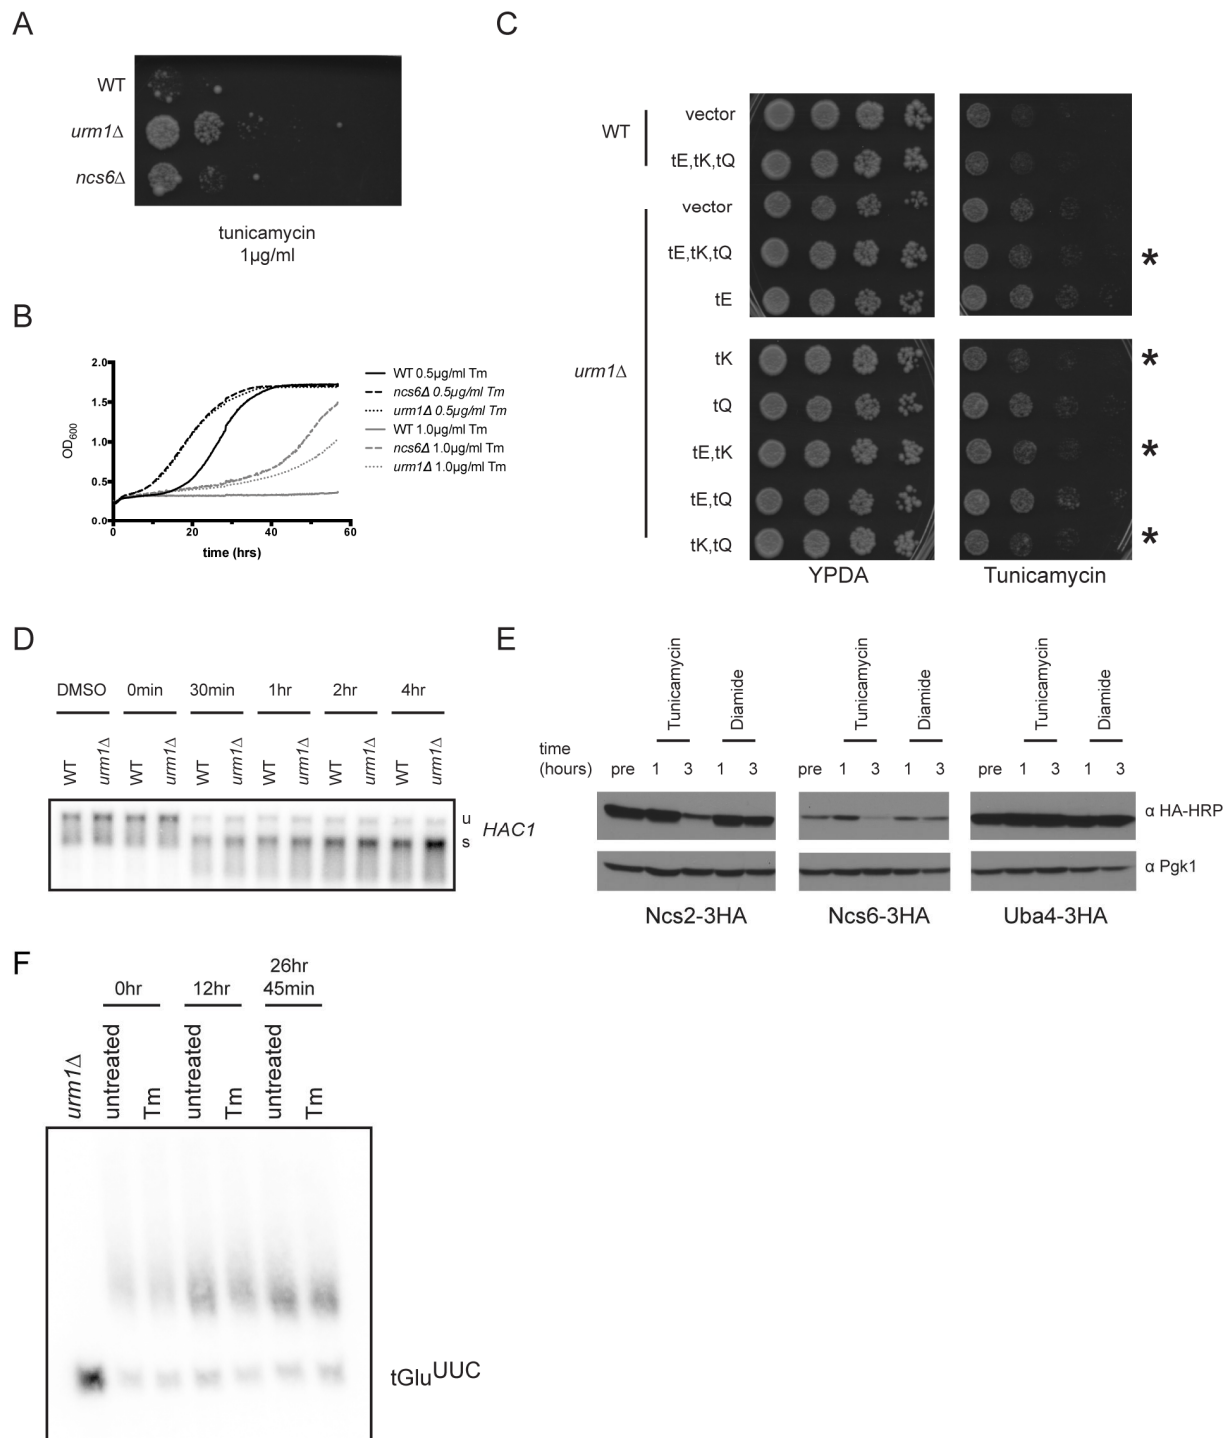 A
WT
urm1Δ
ncs6Δ
tunicamycin
1µg/ml
B
2.0
1.5
1.0
0.5
0.0
OD600
0
20
40
60
time (hrs)
WT 0.5µg/ml Tm
ncs6Δ 0.5µg/ml Tm
urm1Δ 0.5µg/ml Tm
WT 1.0µg/ml Tm
ncs6Δ 1.0µg/ml Tm
urm1Δ 1.0µg/ml Tm
C
WT
vector
tE,tK,tQ
urm1Δ
vector
tE,tK,tQ *
tE
tK *
tQ
tE,tK *
tE,tQ
tK,tQ *
YPDA Tunicamycin
D
DMSO 0min 30min 1hr 2hr 4hr
WT urm1Δ WT urm1Δ WT urm1Δ WT urm1Δ WT urm1Δ WT urm1Δ
u
s
HAC1
E
Tunicamycin Diamide Tunicamycin Diamide Tunicamycin Diamide
time
(hours) pre 1 3 1 3 pre 1 3 1 3 pre 1 3 1 3
α HA-HRP
α Pgk1
Ncs2-3HA Ncs6-3HA Uba4-3HA
F
26hr
0hr 12hr 45min
urm1Δ untreated Tm untreated Tm untreated Tm
tGluUUC